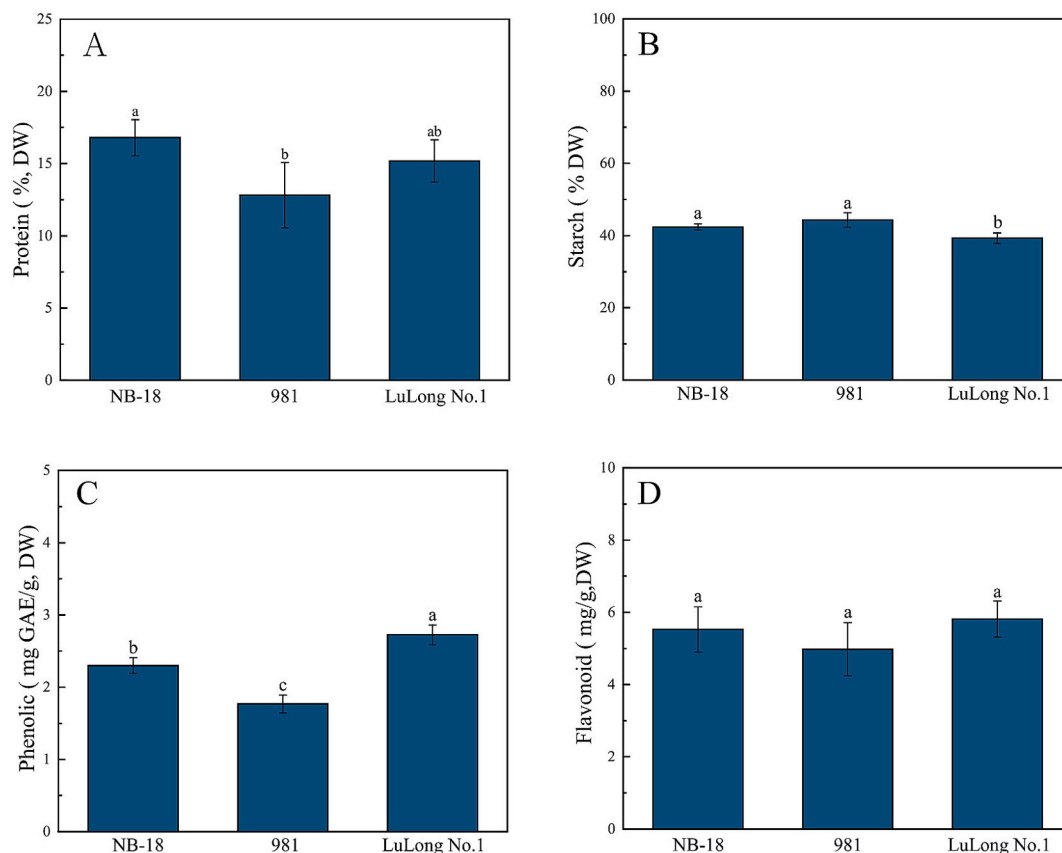 A
Protein ( %, DW)
25
20
15
10
5
0
a
b
ab
NB-18
981
LuLong No.1
B
Starch ( % DW)
100
80
60
40
20
0
a
a
b
NB-18
981
LuLong No.1
C
Phenolic ( mg GAE/g, DW)
5
4
3
2
1
0
b
c
a
NB-18
981
LuLong No.1
D
Flavonoid ( mg/g,DW)
10
8
6
4
2
0
a
a
a
NB-18
981
LuLong No.1